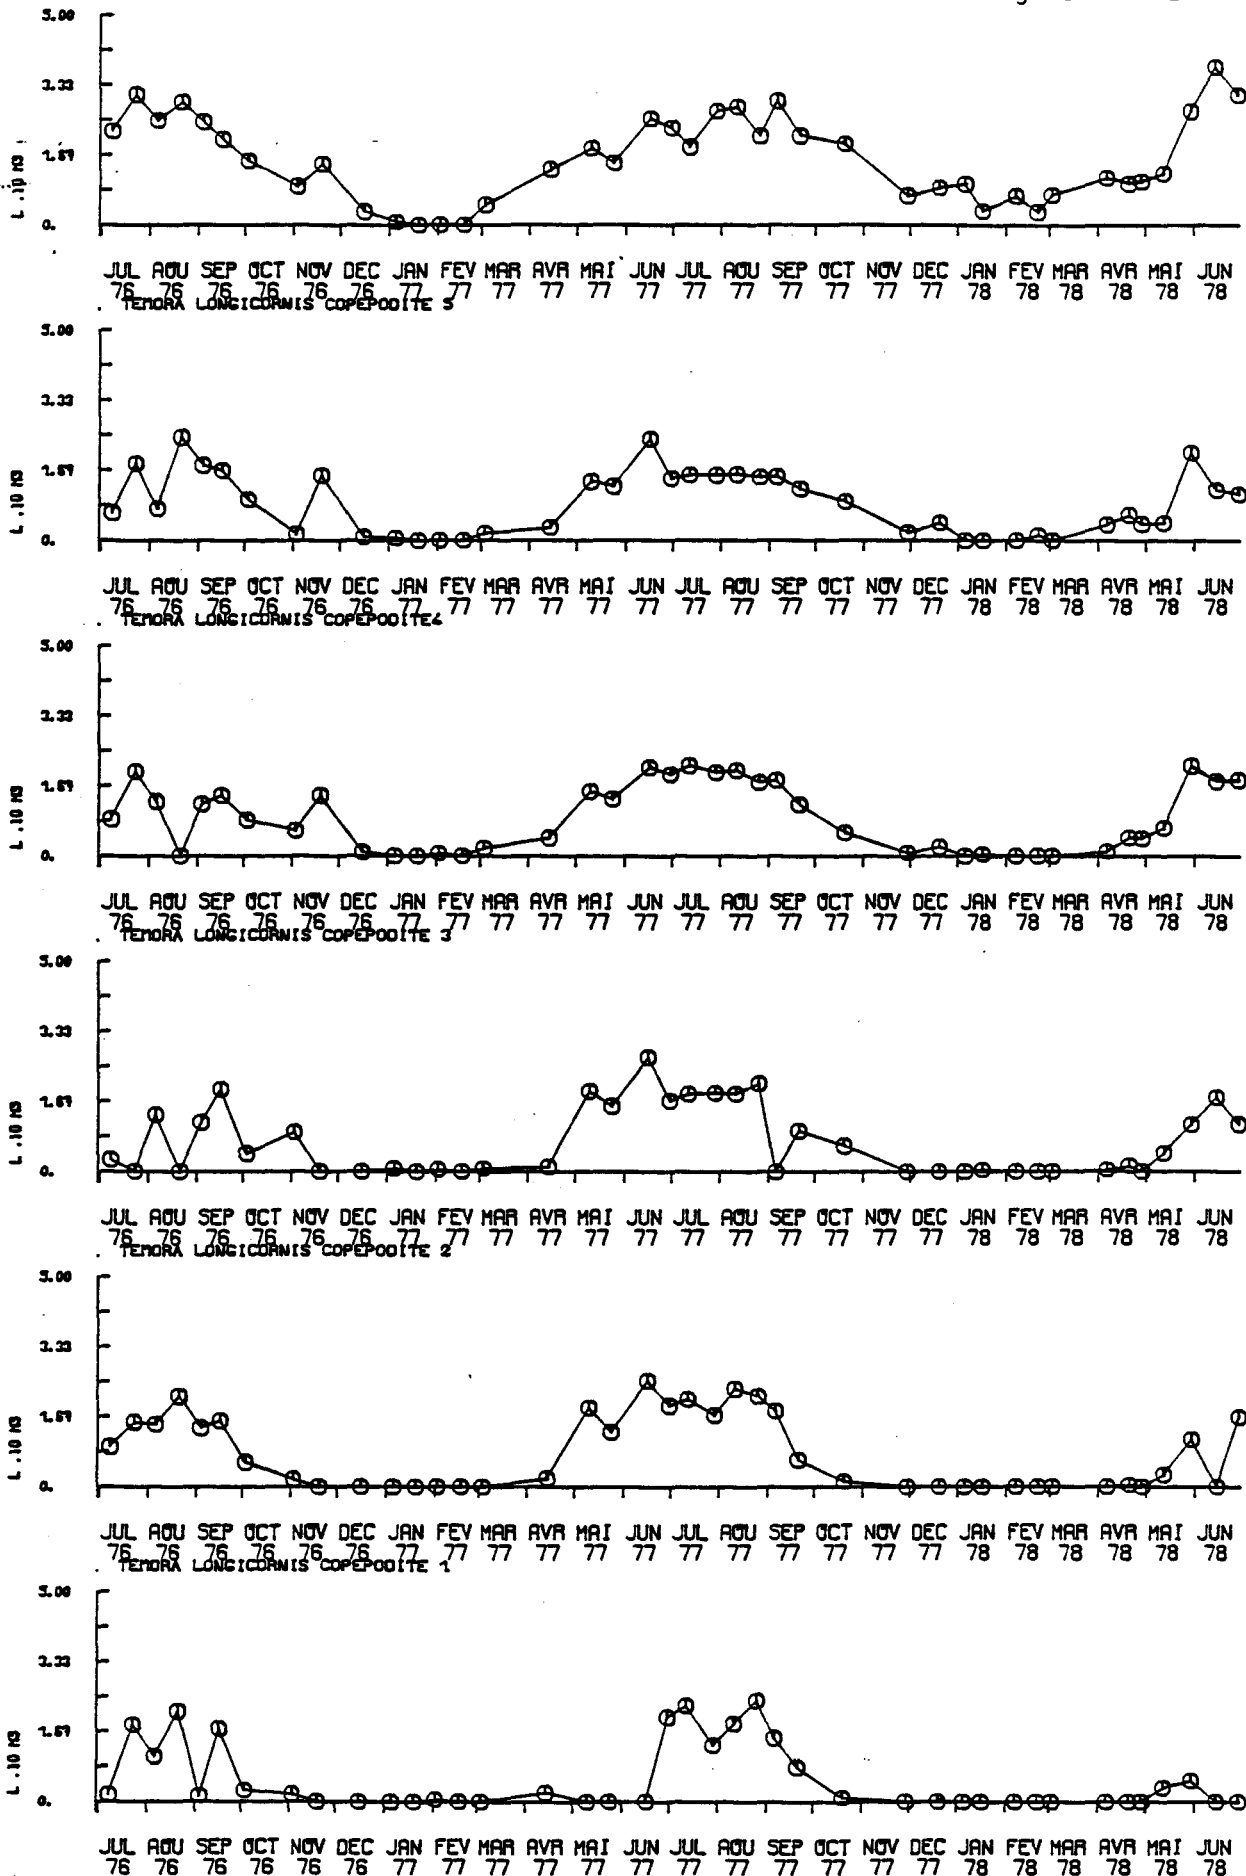 5.00
3.33
1.67
0.
L .10 M3
JUL AOU SEP OCT NOV DEC JAN FEV MAR AVR MAI JUN JUL AOU SEP OCT NOV DEC JAN FEV MAR AVR MAI JUN
76 76 76 76 76 76 77 77 77 77 77 77 77 77 77 77 77 77 78 78 78 78 78 78
TEMORA LONGICORNIS COPEPODITE 5
5.00
3.33
1.67
0.
L .10 M3
JUL AOU SEP OCT NOV DEC JAN FEV MAR AVR MAI JUN JUL AOU SEP OCT NOV DEC JAN FEV MAR AVR MAI JUN
76 76 76 76 76 76 77 77 77 77 77 77 77 77 77 77 77 77 78 78 78 78 78 78
TEMORA LONGICORNIS COPEPODITE4
5.00
3.33
1.67
0.
L .10 M3
JUL AOU SEP OCT NOV DEC JAN FEV MAR AVR MAI JUN JUL AOU SEP OCT NOV DEC JAN FEV MAR AVR MAI JUN
76 76 76 76 76 76 77 77 77 77 77 77 77 77 77 77 77 77 78 78 78 78 78 78
TEMORA LONGICORNIS COPEPODITE 3
5.00
3.33
1.67
0.
L .10 M3
JUL AOU SEP OCT NOV DEC JAN FEV MAR AVR MAI JUN JUL AOU SEP OCT NOV DEC JAN FEV MAR AVR MAI JUN
76 76 76 76 76 76 77 77 77 77 77 77 77 77 77 77 77 77 78 78 78 78 78 78
TEMORA LONGICORNIS COPEPODITE 2
5.00
3.33
1.67
0.
L .10 M3
JUL AOU SEP OCT NOV DEC JAN FEV MAR AVR MAI JUN JUL AOU SEP OCT NOV DEC JAN FEV MAR AVR MAI JUN
76 76 76 76 76 76 77 77 77 77 77 77 77 77 77 77 77 77 78 78 78 78 78 78
TEMORA LONGICORNIS COPEPODITE 1
5.00
3.33
1.67
0.
L .10 M3
JUL AOU SEP OCT NOV DEC JAN FEV MAR AVR MAI JUN JUL AOU SEP OCT NOV DEC JAN FEV MAR AVR MAI JUN
76 76 76 76 76 76 77 77 77 77 77 77 77 77 77 77 77 77 78 78 78 78 78 78